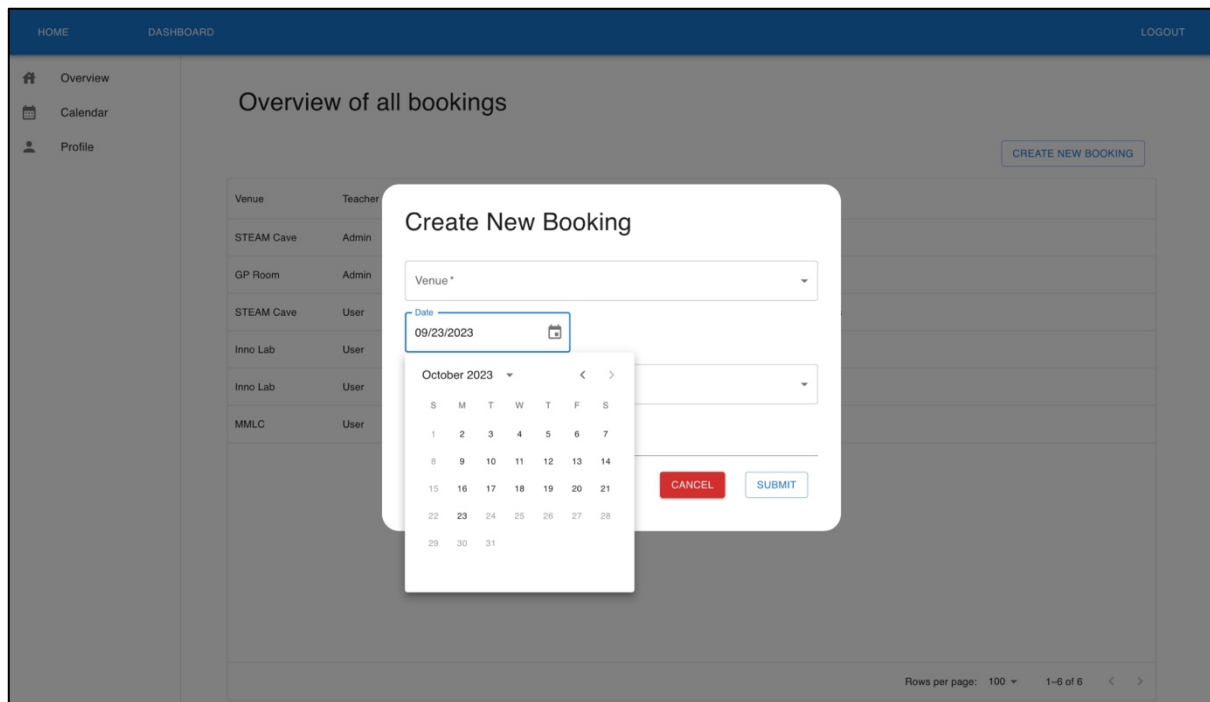 HOME DASHBOARD LOGOUT
Overview
Calendar
Profile
Overview of all bookings
CREATE NEW BOOKING
Venue Teacher
STEAM Cave Admin
GP Room Admin
STEAM Cave User
Inno Lab User
Inno Lab User
MMLC User
Create New Booking
Venue *
Date
09/23/2023
October 2023
S M T W T F S
1 2 3 4 5 6 7
8 9 10 11 12 13 14
15 16 17 18 19 20 21
22 23 24 25 26 27 28
29 30 31
CANCEL SUBMIT
Rows per page: 100 1–6 of 6